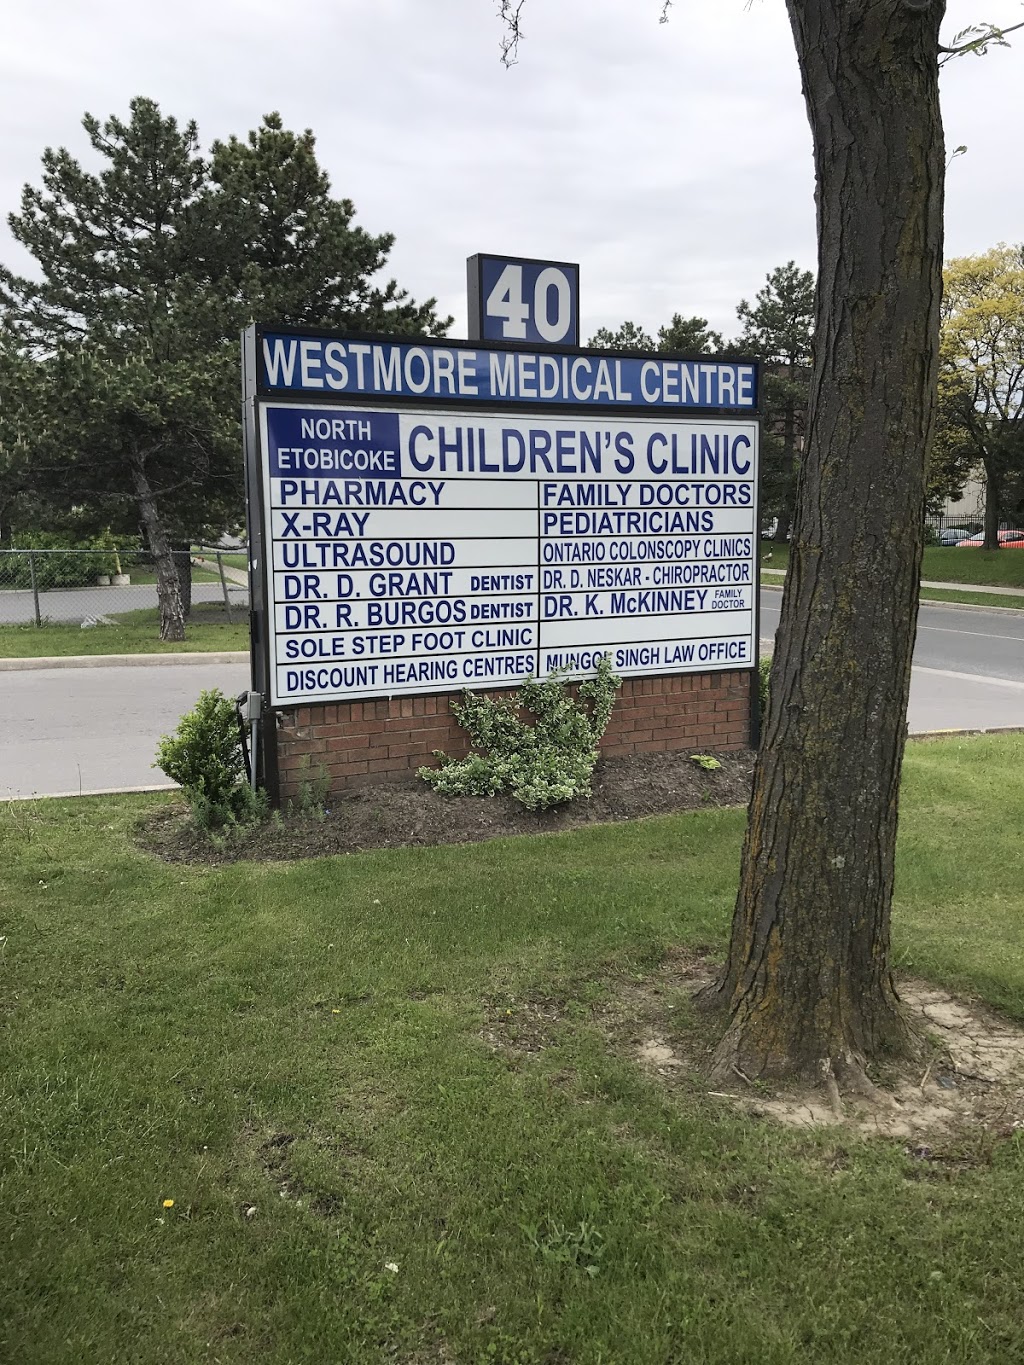 40
WESTMORE MEDICAL CENTRE
NORTH
ETOBICOKE
CHILDREN'S CLINIC
PHARMACY
FAMILY DOCTORS
X-RAY
PEDIATRICIANS
ULTRASOUND
ONTARIO COLONSCOPY CLINICS
DR. D. GRANT DENTIST
DR. D. NESKAR - CHIROPRACTOR
DR. R. BURGOS DENTIST
DR. K. McKINNEY FAMILY
DOCTOR
SOLE STEP FOOT CLINIC
DISCOUNT HEARING CENTRES
SINGH LAW OFFICE